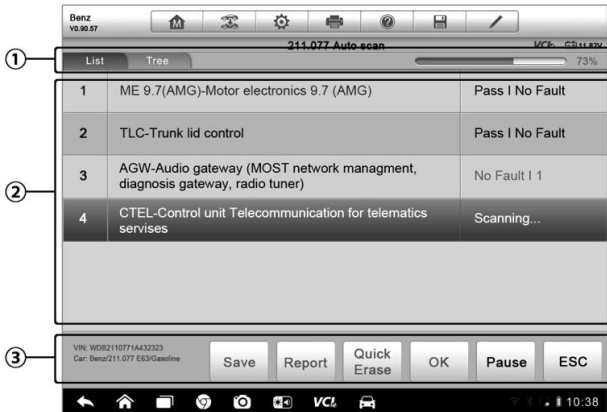 Benz
V0.90.57
211.077 Auto scan
VCI
11.82V
①
List
Tree
73%
1
ME 9.7(AMG)-Motor electronics 9.7 (AMG)
Pass I No Fault
2
TLC-Trunk lid control
Pass I No Fault
②
3
AGW-Audio gateway (MOST network managment,
diagnosis gateway, radio tuner)
No Fault I 1
4
CTEL-Control unit Telecommunication for telematics
servises
Scanning...
③
VIN: WDB2110771A432323
Car: Benz/211.077 E63/Gasoline
Save
Report
Quick
Erase
OK
Pause
ESC
VCI
10:38